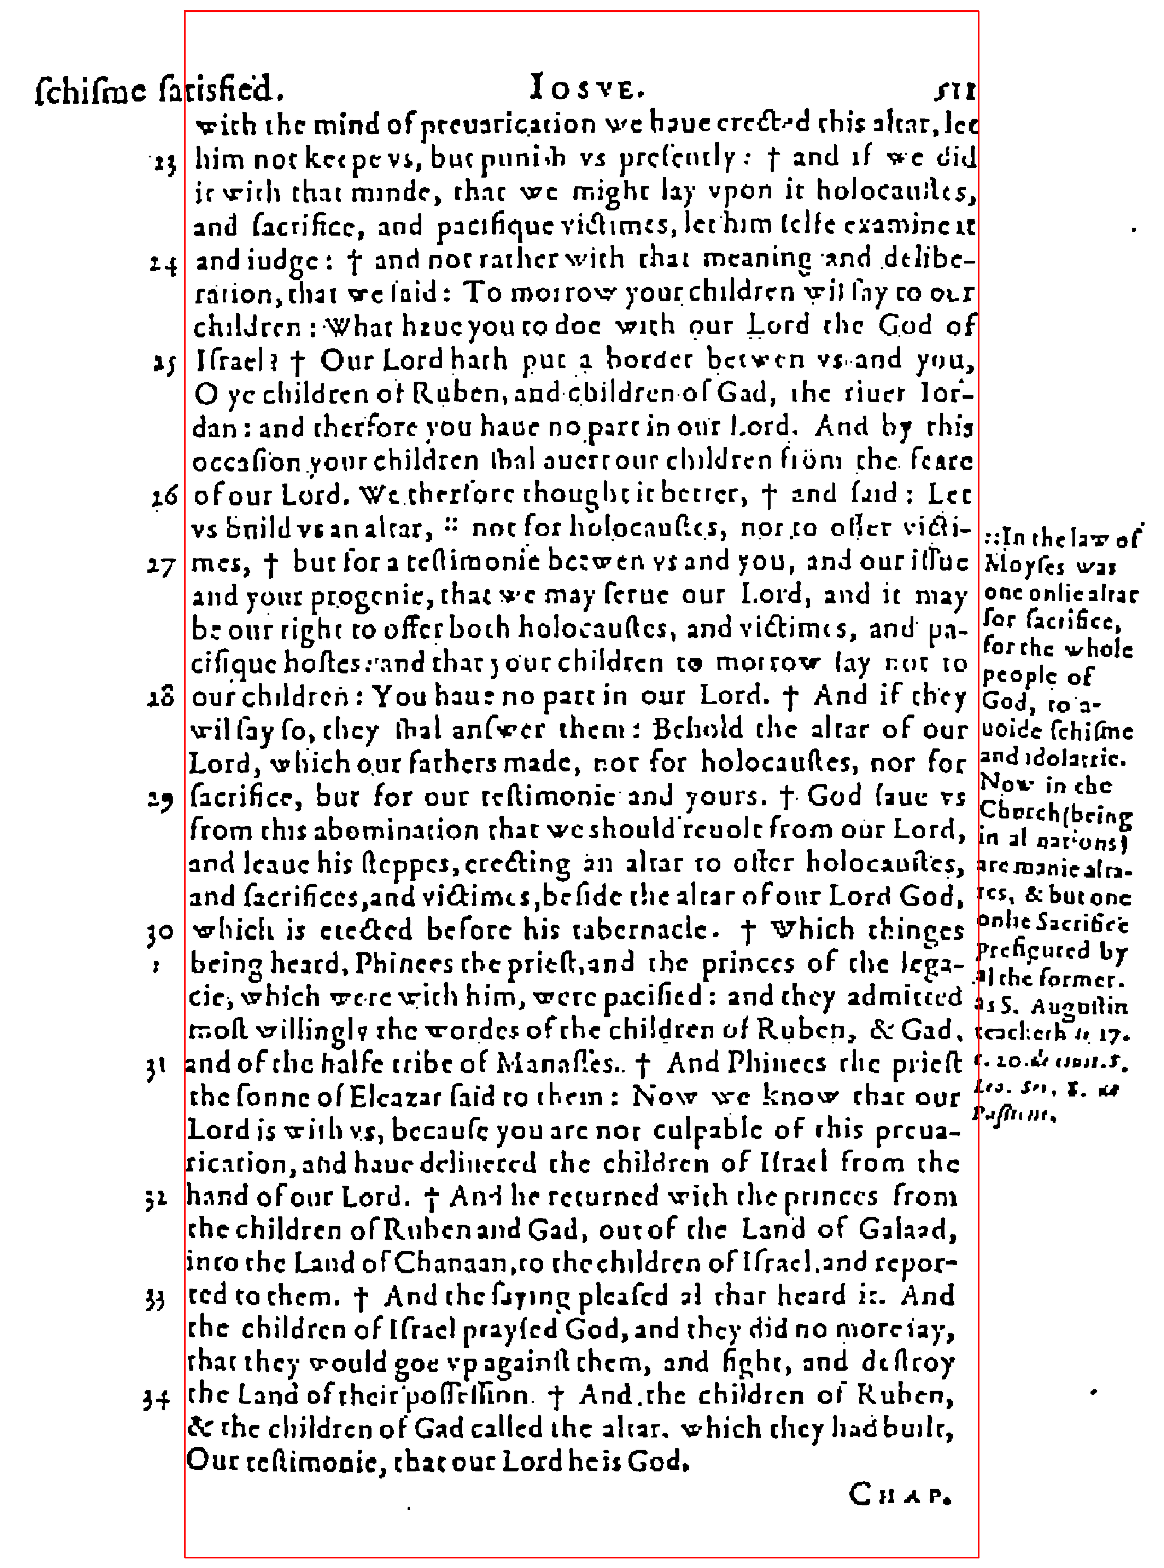 ſchiſme ſatisfied. IOSVE. 511
with the mind of preuarication we haue erected this altar, let
23 him not keepe vs, but punish vs preſently: † and if we did
it with that minde, that we might lay vpon it holocauſtes,
and ſacrifice, and pacifique victimes, let him ſelfe examine it
24 and iudge: † and not rather with that meaning and delibe-
ration, that we ſaid: To morrow your children wil ſay to our
children: What haue you to doe with our Lord the God of
25 Iſrael? † Our Lord hath put a border betwen vs and you,
O ye children of Ruben, and children of Gad, the riuer Ior-
dan: and therfore you haue no part in our Lord. And by this
occaſion your children ſhal auert our children from the feare
26 of our Lord. We therfore thought it better, † and ſaid: Let
vs build vs an altar, :: not for holocauſtes, nor to offer victi-
27 mes, † but for a teſtimonie betwen vs and you, and our iſſue
and your progenie, that we may ſerue our Lord, and it may
be our right to offer both holocauſtes, and victimes, and pa-
cifique hoſtes: and that your children to morrow ſay not to
28 our children: You haue no part in our Lord. † And if they
wil ſay ſo, they ſhal anſwer them: Behold the altar of our
Lord, which our fathers made, not for holocauſtes, nor for
29 ſacrifice, but for our teſtimonie and yours. † God ſaue vs
from this abomination that we should reuolt from our Lord,
and leaue his ſteppes, erecting an altar to offer holocauſtes,
and ſacrifices, and victimes, beſide the altar of our Lord God,
30 which is erected before his tabernacle. † Which thinges
being heard, Phinees the prieſt, and the princes of the lega-
cie, which were with him, were pacified: and they admitted
moſt willingly the wordes of the children of Ruben, & Gad,
31 and of the halfe tribe of Manaſſes. † And Phinees the prieſt
the ſonne of Eleazar ſaid to them: Now we know that our
Lord is with vs, becauſe you are not culpable of this preua-
rication, and haue deliuered the children of Iſrael from the
32 hand of our Lord. † And he returned with the princes from
the children of Ruben and Gad, out of the Land of Galaad,
into the Land of Chanaan, to the children of Iſrael, and repor-
33 ted to them. † And the ſaying pleaſed al that heard it. And
the children of Iſrael prayſed God, and they did no more ſay,
that they would goe vp againſt them, and fight, and deſtroy
34 the Land of their poſſeſſion. † And the children of Ruben,
& the children of Gad called the altar, which they had built,
Our teſtimonie, that our Lord he is God.
CHAP.
::In the law of
Moyſes was
one onlie altar
for ſacrifice,
for the whole
people of
God, to a-
uoide ſchiſme
and idolatrie.
Now in the
Church (being
in al nations)
are manie alta-
res, & but one
onlie Sacrifice
prefigured by
al the former.
as S. Auguſtin
teacheth li. 17.
c. 20. de ciuit. &
Leo. Ser. 8. de
Paſſione.